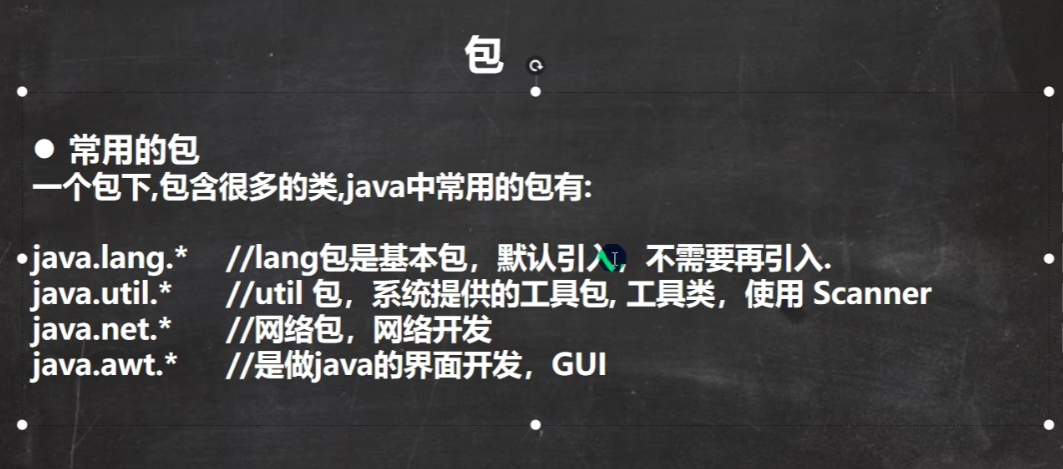 包
● 常用的包
一个包下,包含很多的类,java中常用的包有:
java.lang.* //lang包是基本包，默认引入，不需要再引入.
java.util.* //util 包，系统提供的工具包, 工具类，使用 Scanner
java.net.* //网络包，网络开发
java.awt.* //是做java的界面开发，GUI